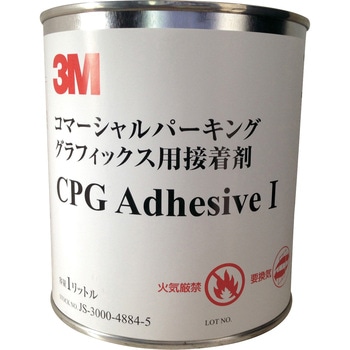 3M
コマーシャルパーキング
グラフィックス用接着剤
CPG Adhesive I
火気厳禁
要換気
1リットル
STOCK NO. JS-3000-4884-5
LOT NO.